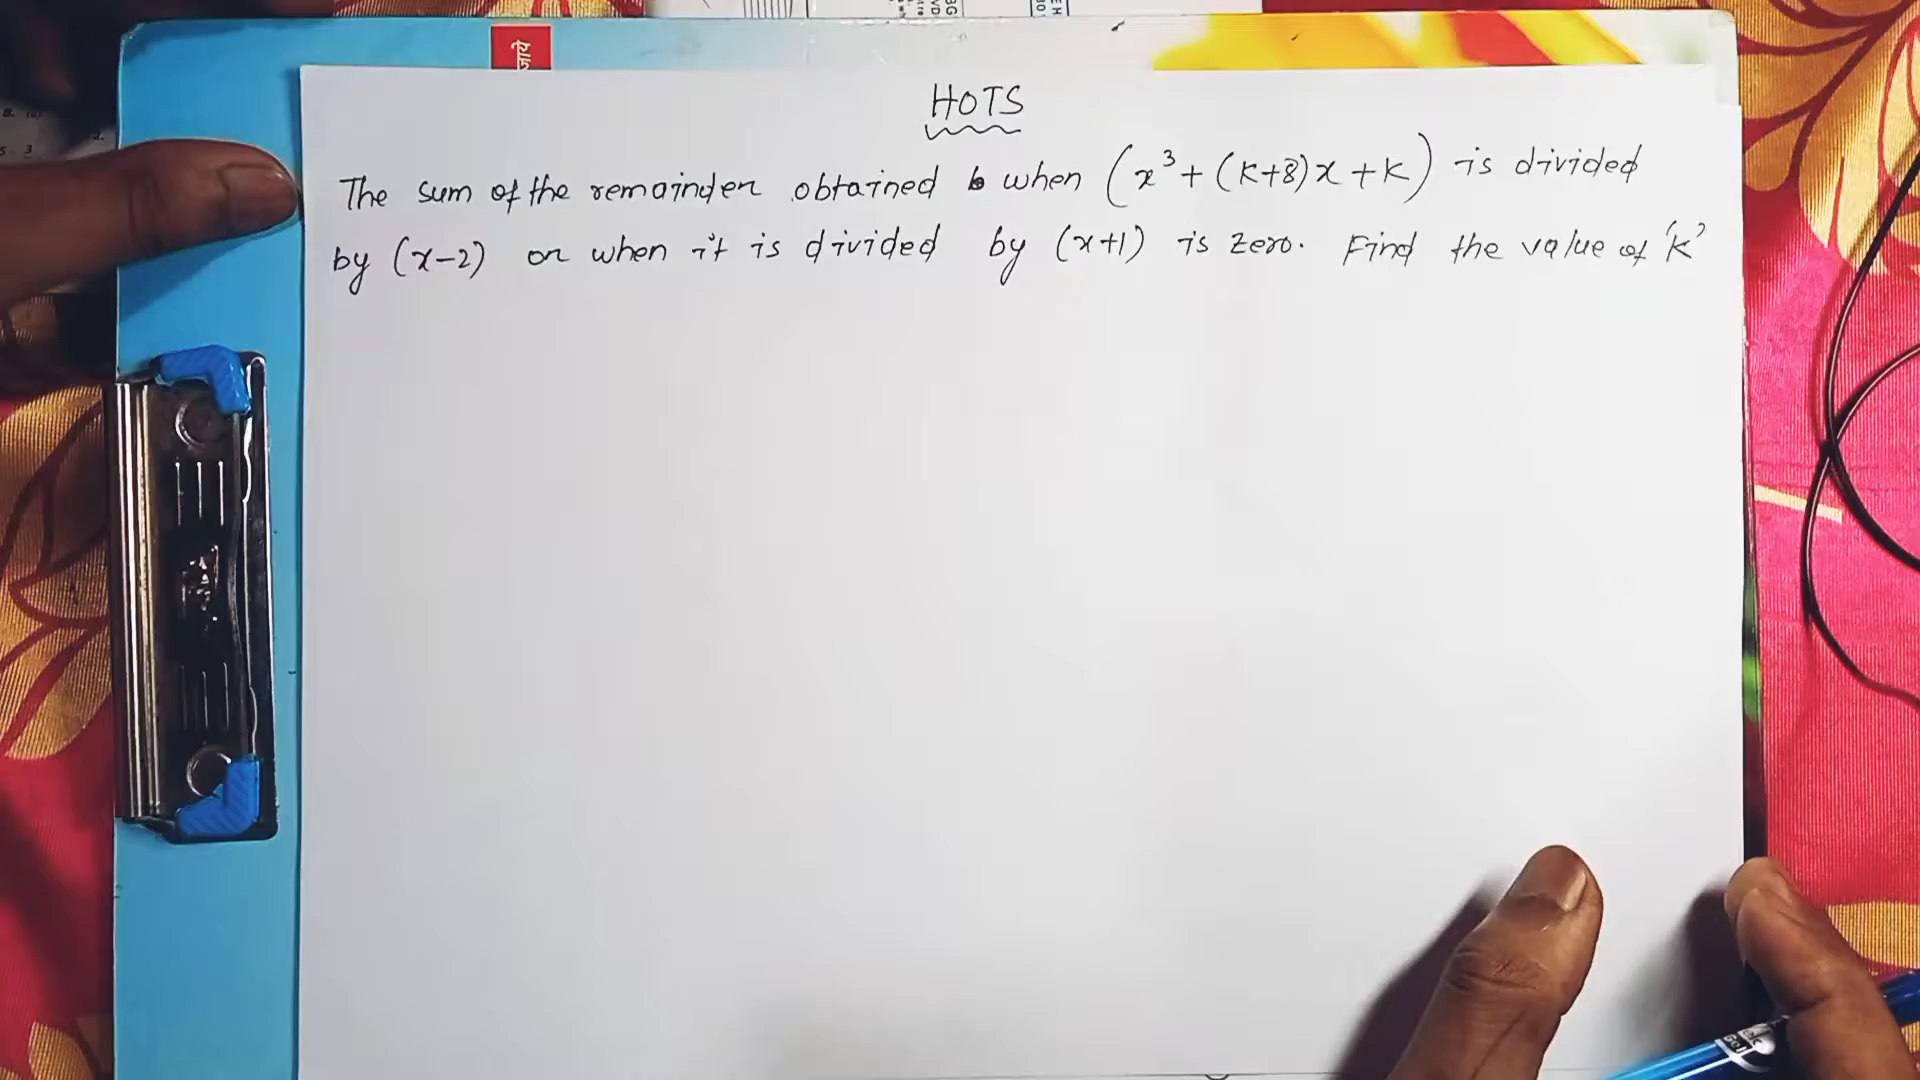 जाये
HOTS
The sum of the remainder obtained when (x³ + (k+8)x + k) is divided
by (x-2) or when it is divided by (x+1) is zero. Find the value of 'k'